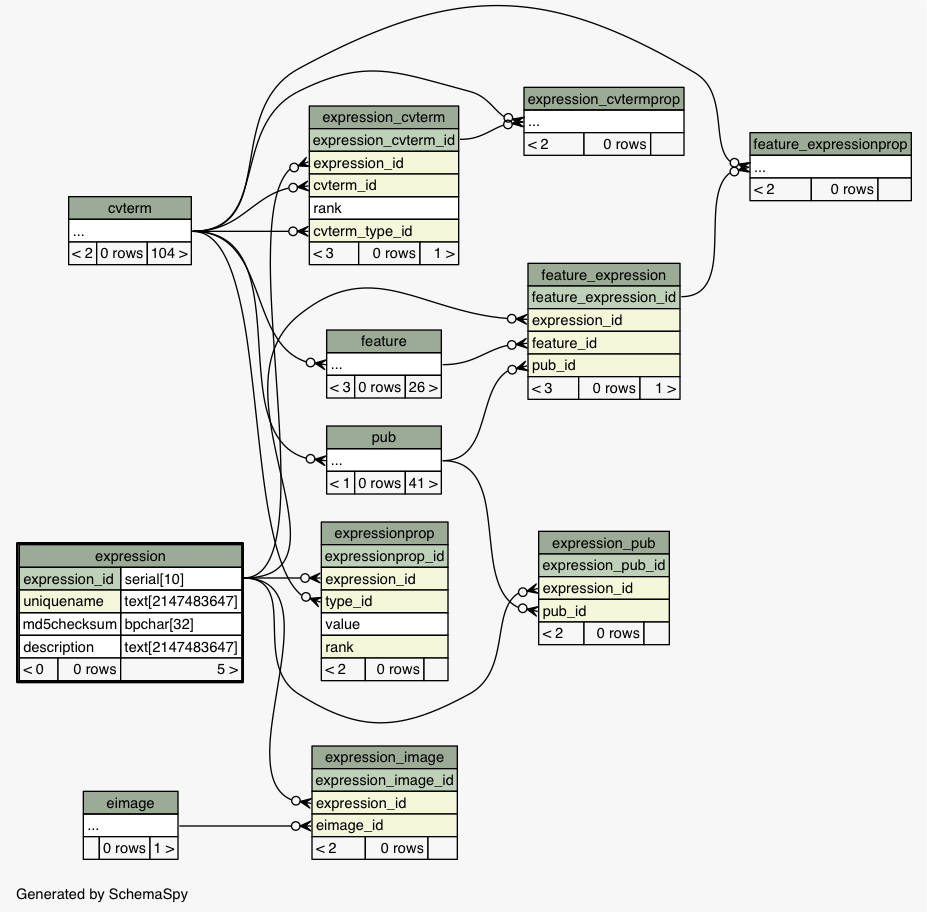 expression_cvtermprop
...
< 2 0 rows
expression_cvterm
expression_cvterm_id
expression_id
cvterm_id
rank
cvterm_type_id
< 3 0 rows 1 >
feature_expressionprop
...
< 2 0 rows
cvterm
...
< 2 0 rows 104 >
feature_expression
feature_expression_id
expression_id
feature_id
pub_id
< 3 0 rows 1 >
feature
...
< 3 0 rows 26 >
pub
...
< 1 0 rows 41 >
expressionprop
expressionprop_id
expression_id
type_id
value
rank
< 2 0 rows
expression_pub
expression_pub_id
expression_id
pub_id
< 2 0 rows
expression
expression_id serial[10]
uniquename text[2147483647]
md5checksum bpchar[32]
description text[2147483647]
< 0 0 rows 5 >
expression_image
expression_image_id
expression_id
eimage_id
< 2 0 rows
eimage
...
0 rows 1 >
Generated by SchemaSpy